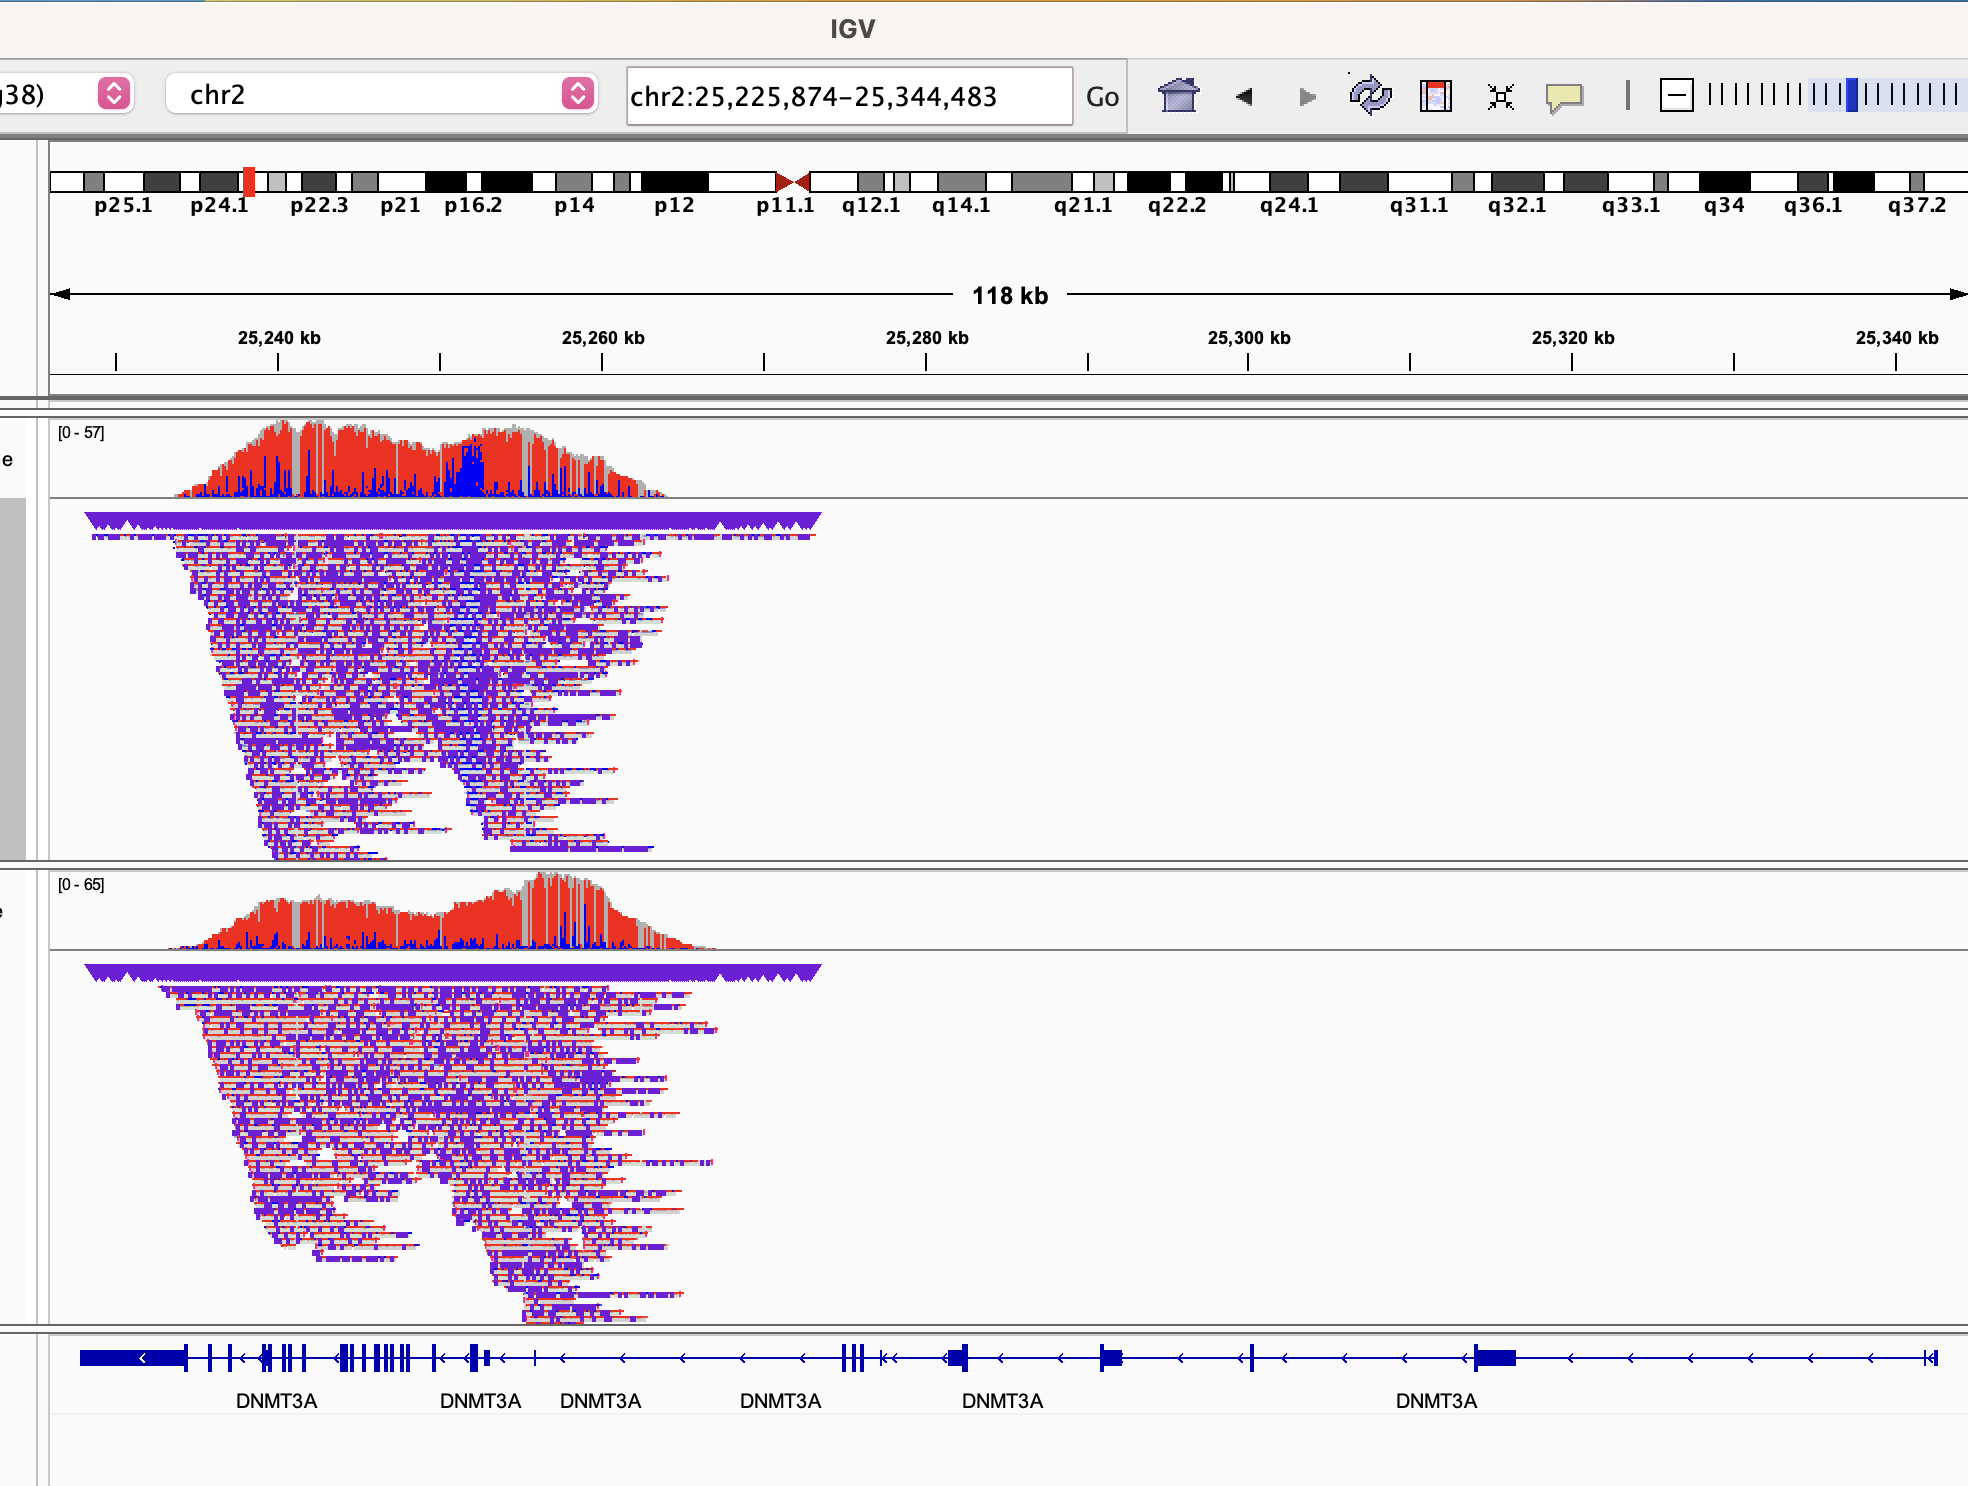 IGV
g38) chr2 chr2:25,225,874-25,344,483 Go
p25.1 p24.1 p22.3 p21 p16.2 p14 p12 p11.1 q12.1 q14.1 q21.1 q22.2 q24.1 q31.1 q32.1 q33.1 q34 q36.1 q37.2
118 kb
25,240 kb 25,260 kb 25,280 kb 25,300 kb 25,320 kb 25,340 kb
[0 - 57]
e
[0 - 65]
e
DNMT3A DNMT3A DNMT3A DNMT3A DNMT3A DNMT3A